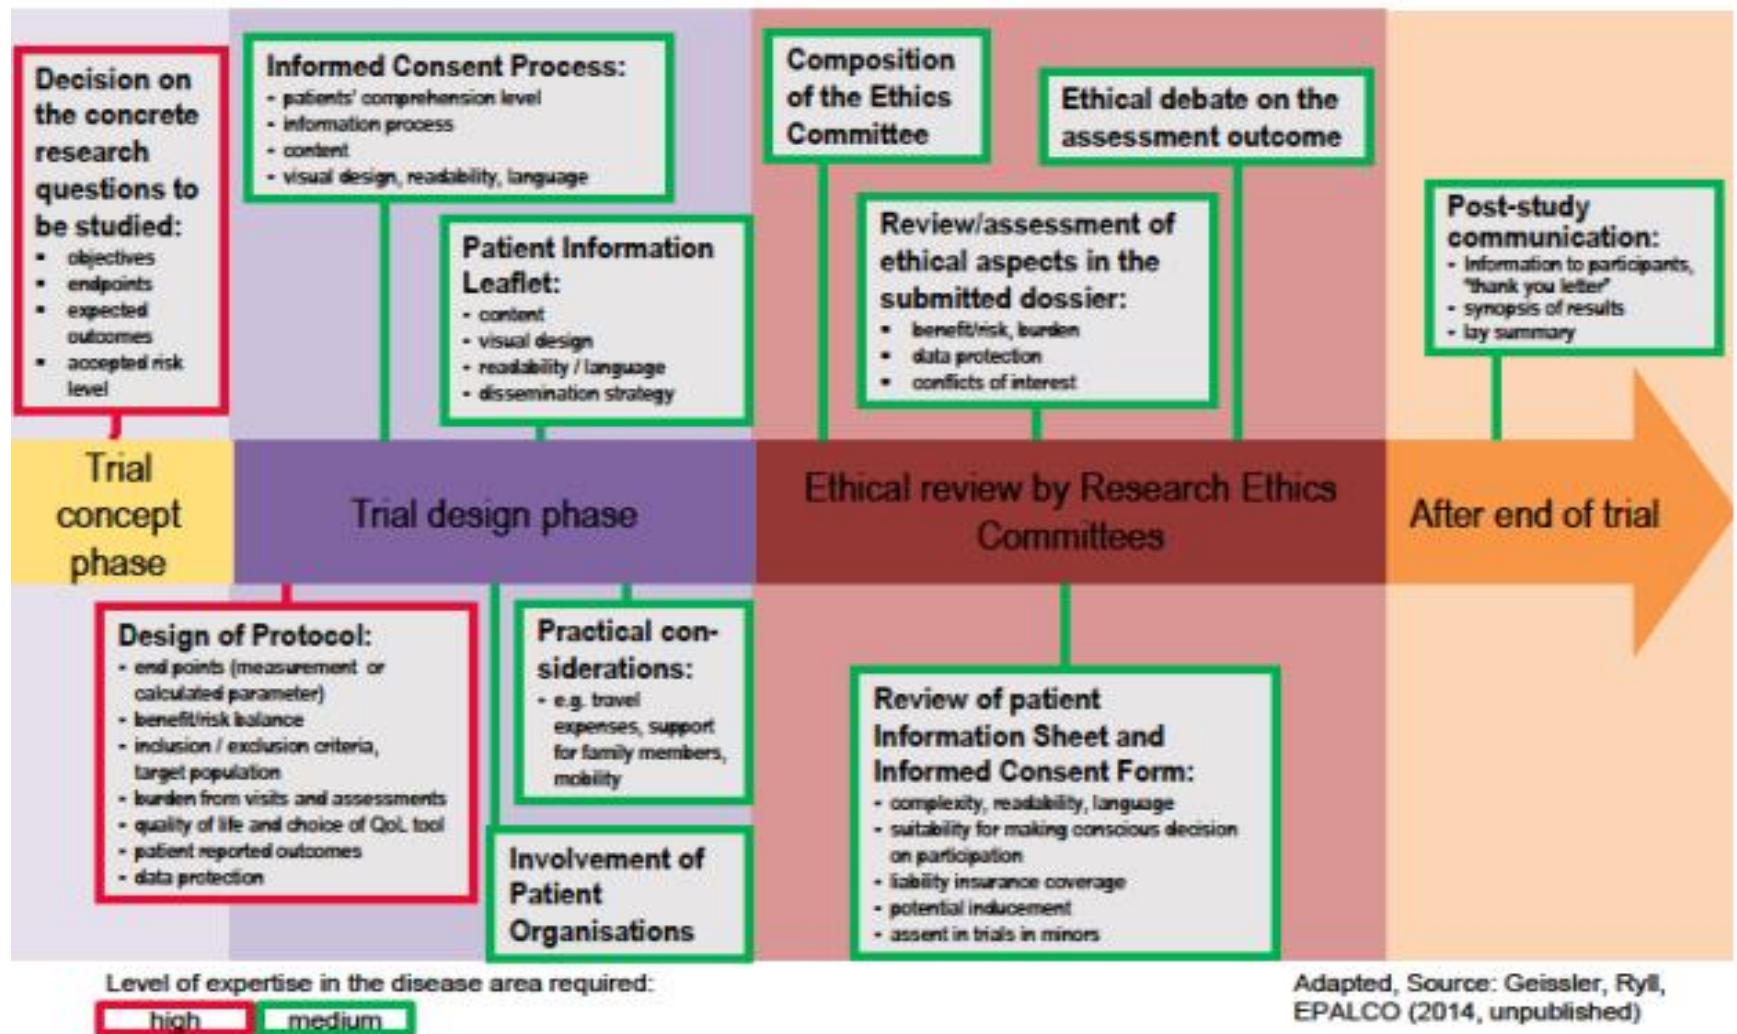 Decision on
the concrete
research
questions to
be studied:
▪ objectives
▪ endpoints
▪ expected
outcomes
▪ accepted risk
level
Informed Consent Process:
- patients' comprehension level
- information process
- content
- visual design, readability, language
Patient Information
Leaflet:
- content
- visual design
- readability / language
- dissemination strategy
Composition
of the Ethics
Committee
Ethical debate on the
assessment outcome
Review/assessment of
ethical aspects in the
submitted dossier:
▪ benefit/risk, burden
▪ data protection
▪ conflicts of interest
Post-study
communication:
- Information to participants,
"thank you letter"
- synopsis of results
- lay summary
Trial
concept
phase
Trial design phase
Ethical review by Research Ethics
Committees
After end of trial
Design of Protocol:
- end points (measurement or
calculated parameter)
- benefit/risk balance
- inclusion / exclusion criteria,
target population
- burden from visits and assessments
- quality of life and choice of QoL tool
- patient reported outcomes
- data protection
Practical con-
siderations:
- e.g. travel
expenses, support
for family members,
mobility
Involvement of
Patient
Organisations
Review of patient
Information Sheet and
Informed Consent Form:
- complexity, readability, language
- suitability for making conscious decision
on participation
- liability insurance coverage
- potential inducement
- assent in trials in minors
Level of expertise in the disease area required:
high
medium
Adapted, Source: Geissler, Ryll,
EPALCO (2014, unpublished)